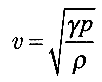 v = √(γp/ρ)